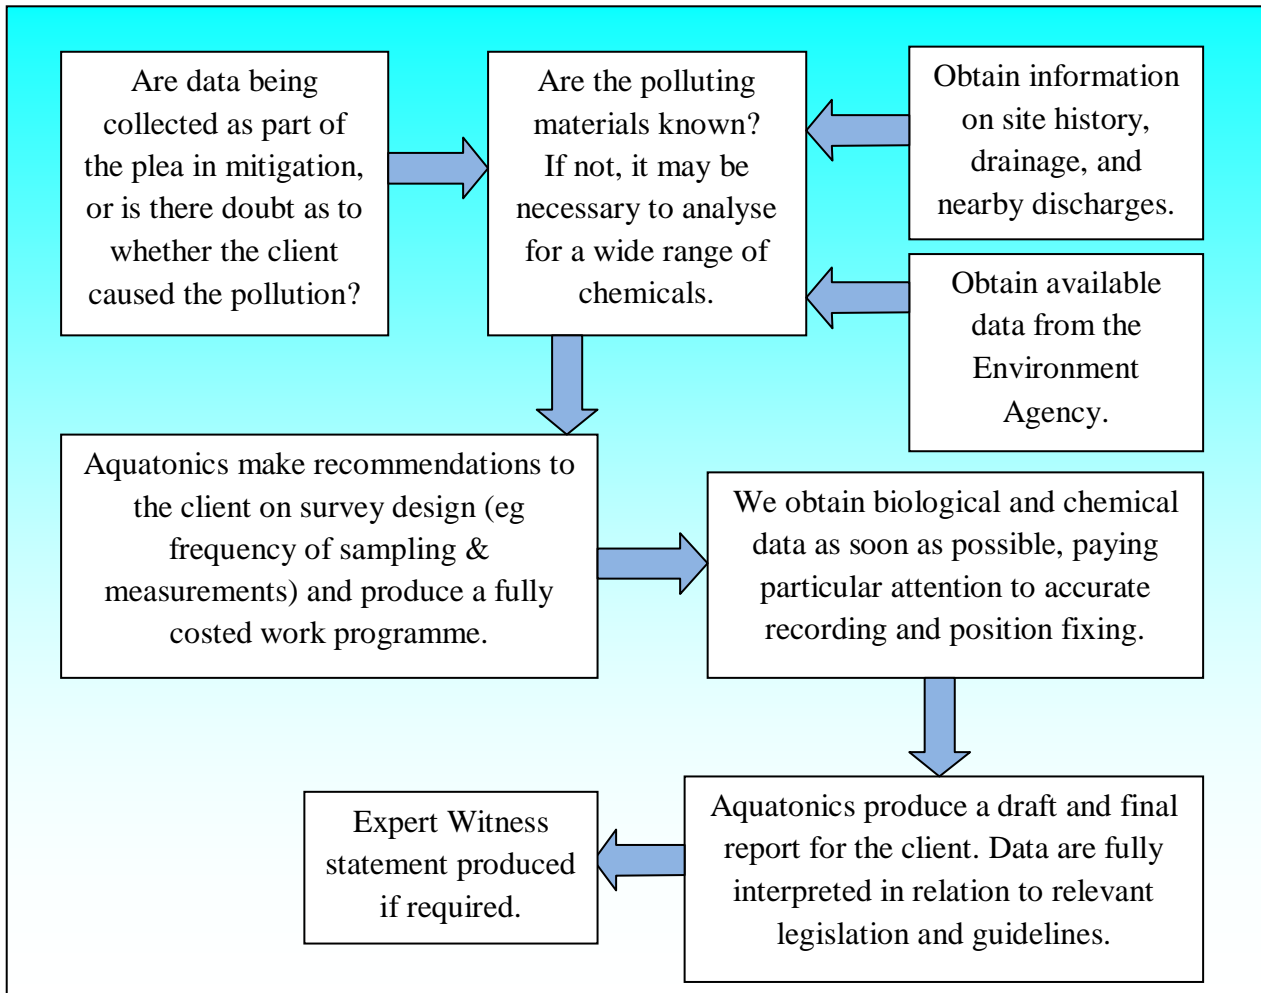 Are data being
collected as part of
the plea in mitigation,
or is there doubt as to
whether the client
caused the pollution?
Are the polluting
materials known?
If not, it may be
necessary to analyse
for a wide range of
chemicals.
Obtain information
on site history,
drainage, and
nearby discharges.
Obtain available
data from the
Environment
Agency.
Aquatonics make recommendations to
the client on survey design (eg
frequency of sampling &
measurements) and produce a fully
costed work programme.
We obtain biological and chemical
data as soon as possible, paying
particular attention to accurate
recording and position fixing.
Aquatonics produce a draft and final
report for the client. Data are fully
interpreted in relation to relevant
legislation and guidelines.
Expert Witness
statement produced
if required.